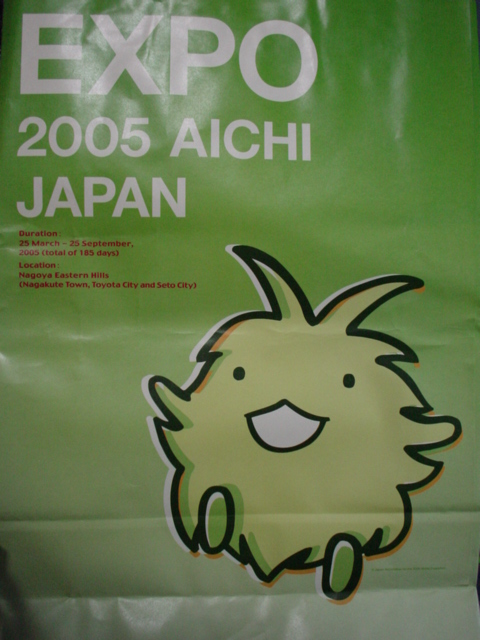 EXPO
2005 AICHI
JAPAN
Duration:
25 March - 25 September,
2005 (total of 185 days)
Location:
Nagoya Eastern Hills
(Nagakute Town, Toyota City and Seto City)